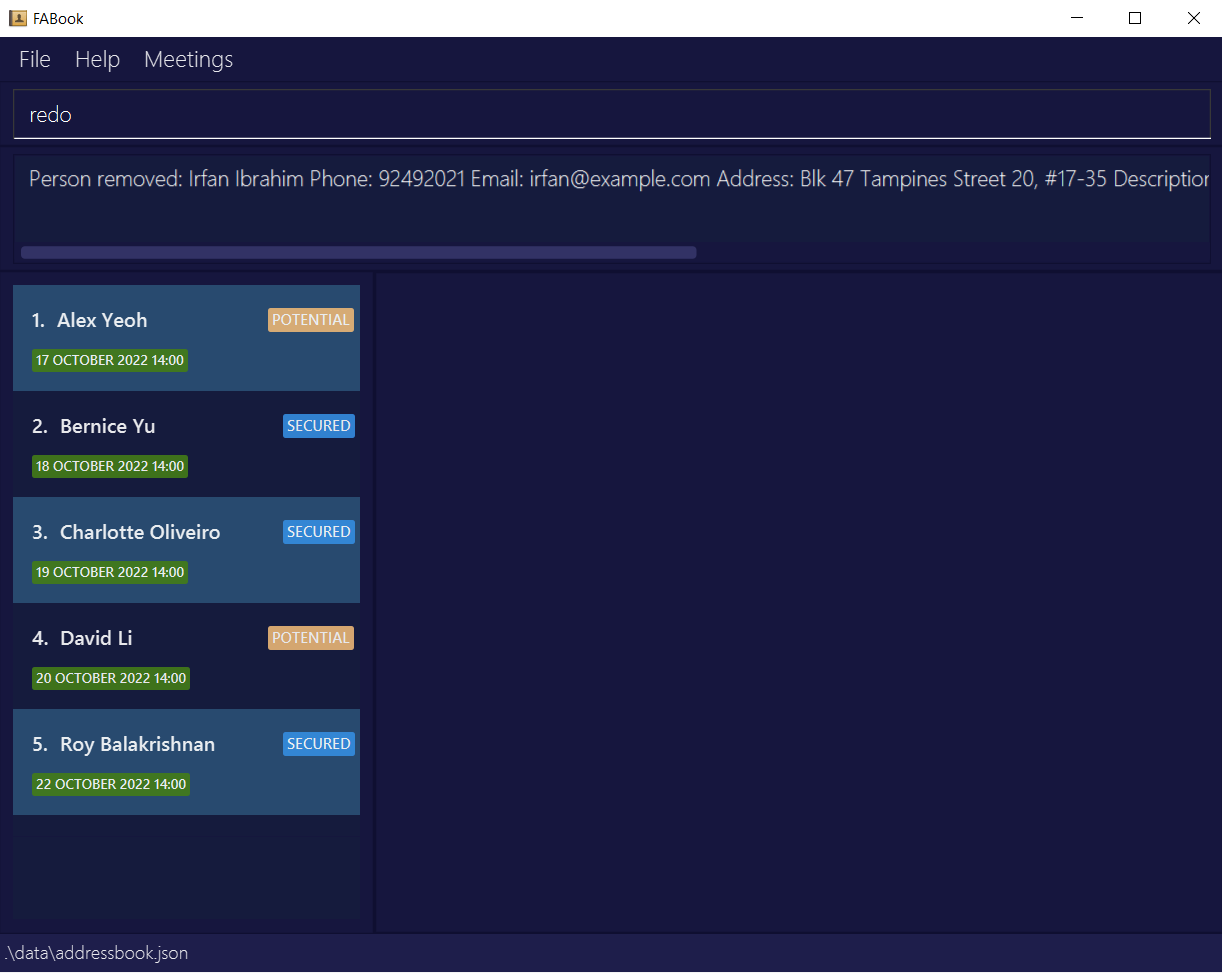 FABook
File Help Meetings
redo
Person removed: Irfan Ibrahim Phone: 92492021 Email: irfan@example.com Address: Blk 47 Tampines Street 20, #17-35 Description
1. Alex Yeoh POTENTIAL
17 OCTOBER 2022 14:00
2. Bernice Yu SECURED
18 OCTOBER 2022 14:00
3. Charlotte Oliveiro SECURED
19 OCTOBER 2022 14:00
4. David Li POTENTIAL
20 OCTOBER 2022 14:00
5. Roy Balakrishnan SECURED
22 OCTOBER 2022 14:00
.\data\addressbook.json